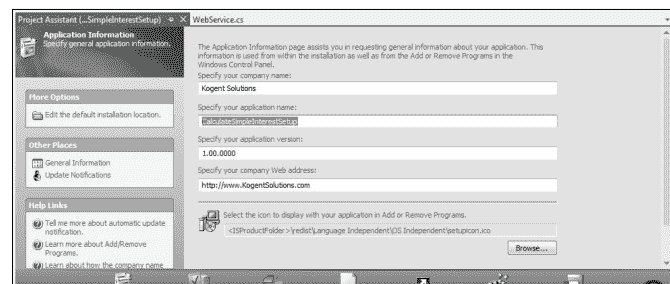 Project Assistant (...SimpleInterestSetup)
WebService.cs
Application Information
Specify general application information.
More Options
Edit the default installation location.
Other Places
General Information
Update Notifications
Help Links
Tell me more about automatic update
notification.
Learn more about Add/Remove
Programs.
Learn about how the company name
The Application Information page assists you in requesting general information about your application. This
information is used from within the installation as well as from the Add or Remove Programs in the
Windows Control Panel.
Specify your company name:
Kogent Solutions
Specify your application name:
CalculateSimpleInterestSetup
Specify your application version:
1.00.0000
Specify your company Web address:
http://www.KogentSolutions.com
Select the icon to display with your application in Add or Remove Programs.
<ISProductFolder>\redist\Language Independent\OS Independent\setupicon.ico
Browse...